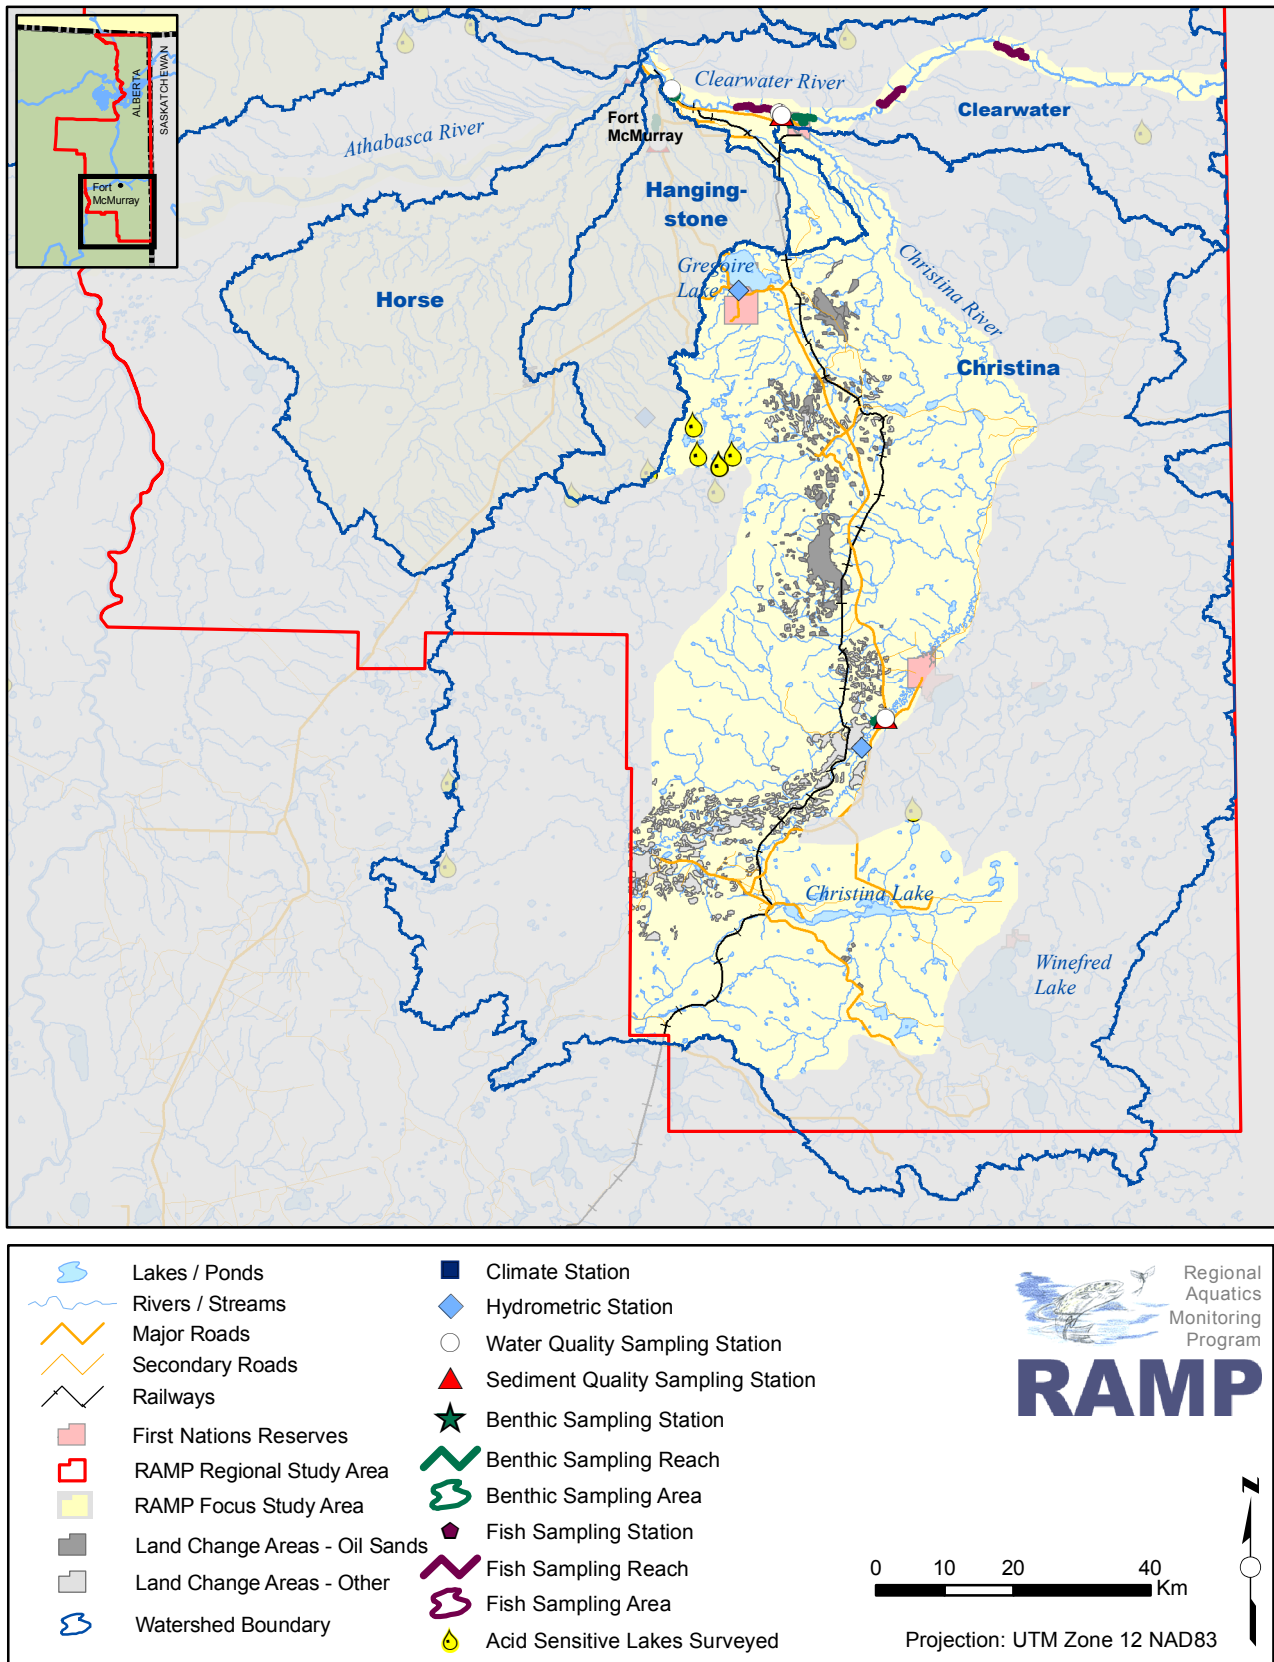 ALBERTA
SASKATCHEWAN
Fort
McMurray
Clearwater River
Clearwater
Fort
McMurray
Athabasca River
Hanging-
stone
Gregoire
Lake
Christina River
Horse
Christina
Christina Lake
Winefred
Lake
Lakes / Ponds
Rivers / Streams
Major Roads
Secondary Roads
Railways
First Nations Reserves
RAMP Regional Study Area
RAMP Focus Study Area
Land Change Areas - Oil Sands
Land Change Areas - Other
Watershed Boundary
Climate Station
Hydrometric Station
Water Quality Sampling Station
Sediment Quality Sampling Station
Benthic Sampling Station
Benthic Sampling Reach
Benthic Sampling Area
Fish Sampling Station
Fish Sampling Reach
Fish Sampling Area
Acid Sensitive Lakes Surveyed
Regional
Aquatics
Monitoring
Program
RAMP
N
0 10 20 40
Km
Projection: UTM Zone 12 NAD83